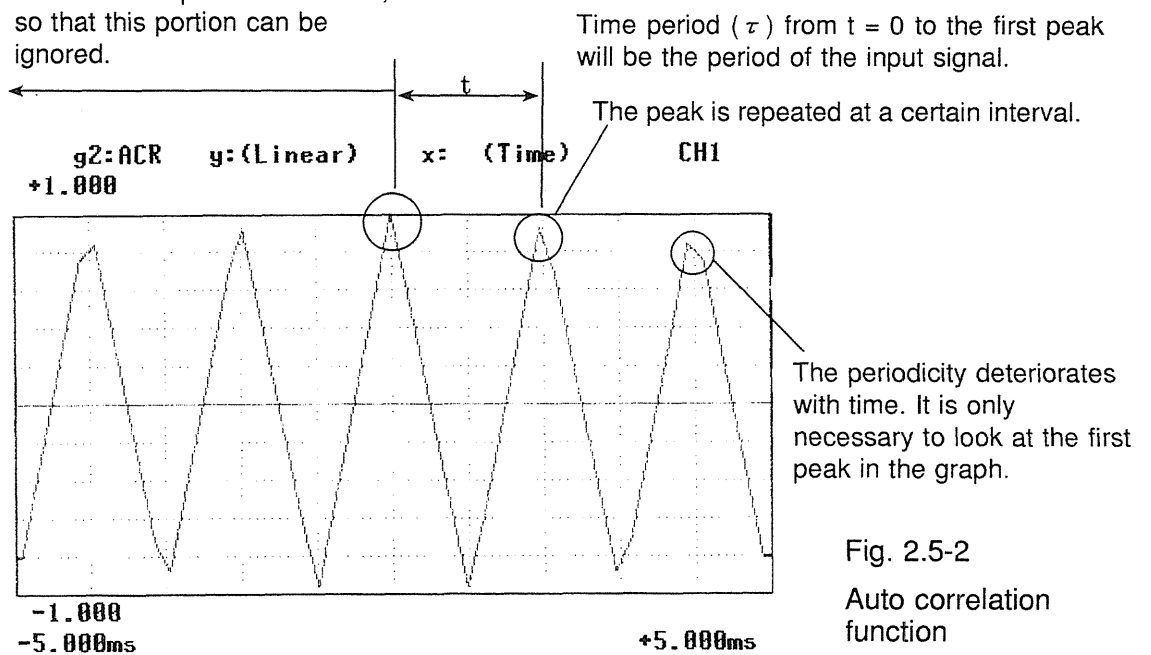 so that this portion can be
ignored.
Time period ( τ ) from t = 0 to the first peak
will be the period of the input signal.
t
The peak is repeated at a certain interval.
g2:ACR y:(Linear) x: (Time) CH1
+1.000
The periodicity deteriorates
with time. It is only
necessary to look at the first
peak in the graph.
Fig. 2.5-2
Auto correlation
function
-1.000
-5.000ms
+5.000ms